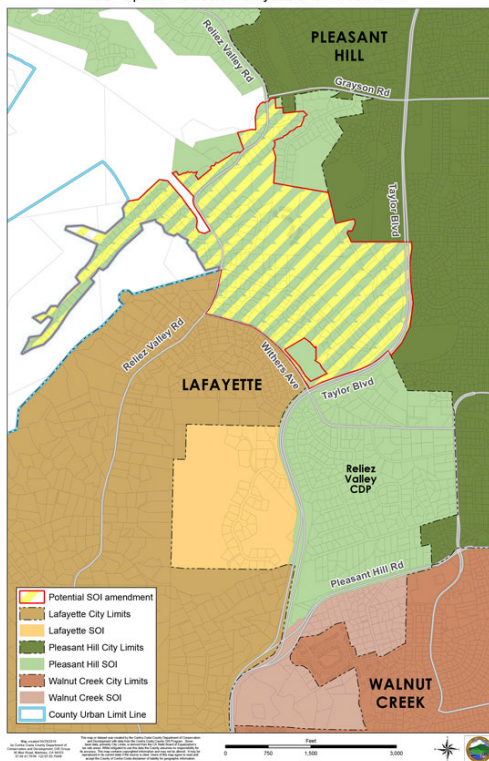 PLEASANT
HILL
Reliez Valley Rd
Grayson Rd
Taylor Blvd
Reliez Valley Rd
Withers Ave
LAFAYETTE
Taylor Blvd
Reliez
Valley
CDP
Pleasant Hill Rd
Potential SOI amendment
Lafayette City Limits
Lafayette SOI
Pleasant Hill City Limits
Pleasant Hill SOI
Walnut Creek City Limits
Walnut Creek SOI
County Urban Limit Line
WALNUT
CREEK
Feet
0 750 1,500 3,000